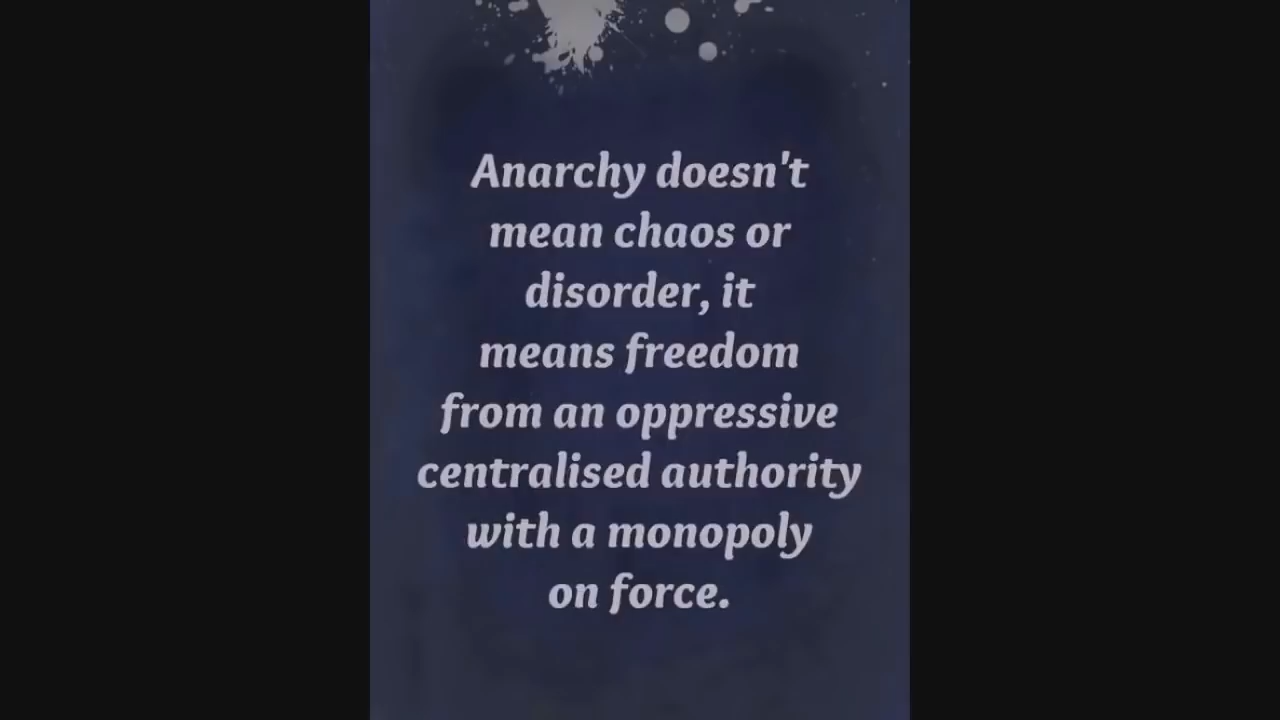 Anarchy doesn't
mean chaos or
disorder, it
means freedom
from an oppressive
centralised authority
with a monopoly
on force.